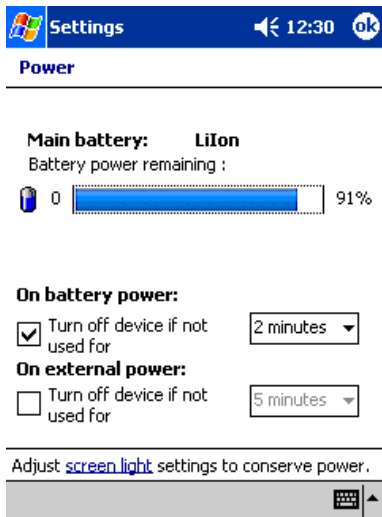 Settings 12:30 ok
Power
Main battery: LiIon
Battery power remaining :
0 91%
On battery power:
Turn off device if not 2 minutes
used for
On external power:
Turn off device if not 5 minutes
used for
Adjust screen light settings to conserve power.